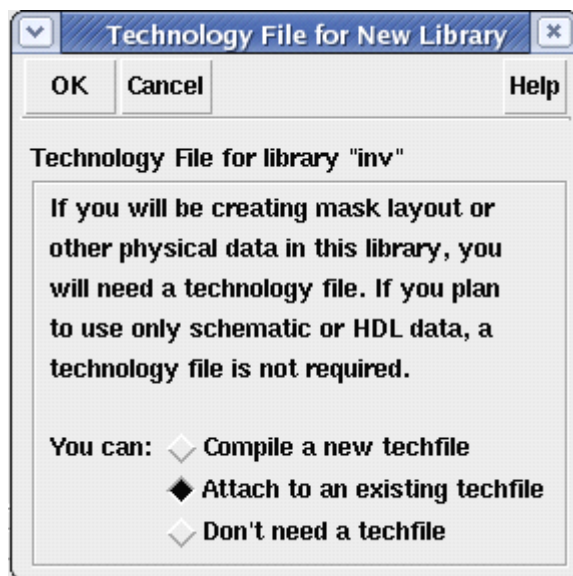 Technology File for New Library
OK Cancel Help
Technology File for library "inv"
If you will be creating mask layout or
other physical data in this library, you
will need a technology file. If you plan
to use only schematic or HDL data, a
technology file is not required.
You can: Compile a new techfile
Attach to an existing techfile
Don't need a techfile